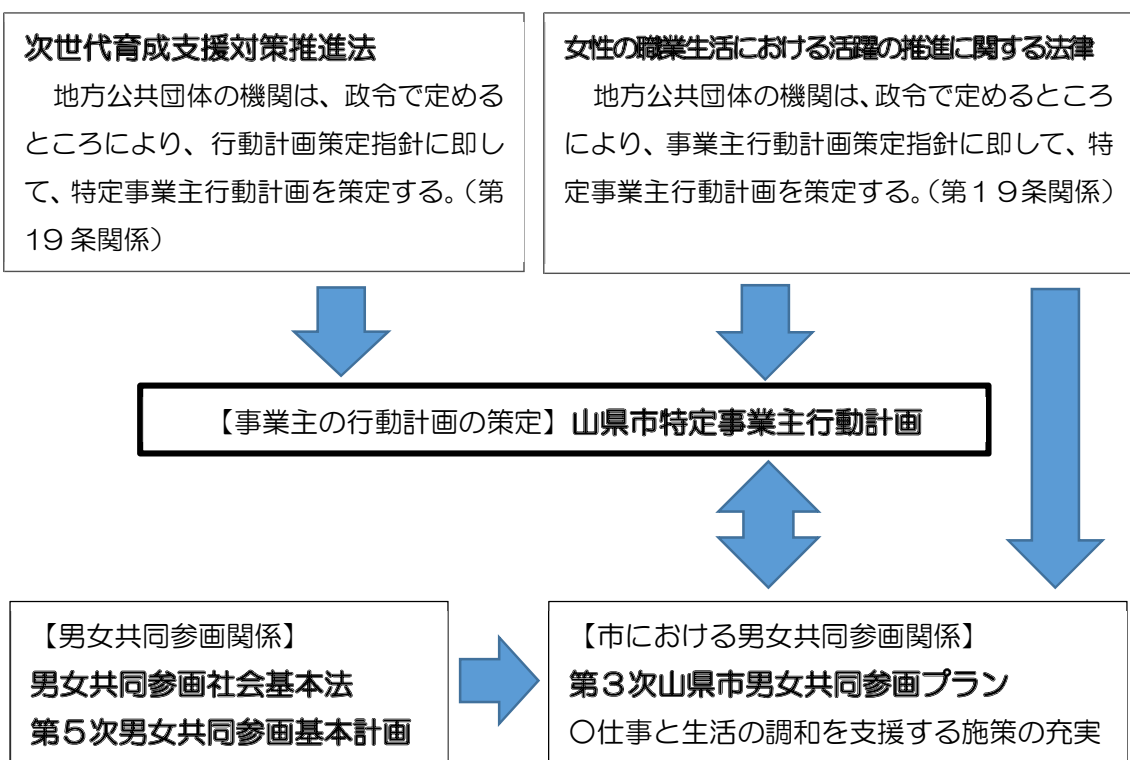 次世代育成支援対策推進法
地方公共団体の機関は、政令で定める
ところにより、行動計画策定指針に即し
て、特定事業主行動計画を策定する。（第
19 条関係）
女性の職業生活における活躍の推進に関する法律
地方公共団体の機関は、政令で定めるところ
により、事業主行動計画策定指針に即して、特
定事業主行動計画を策定する。（第１９条関係）
【事業主の行動計画の策定】山県市特定事業主行動計画
【男女共同参画関係】
男女共同参画社会基本法
第５次男女共同参画基本計画
【市における男女共同参画関係】
第３次山県市男女共同参画プラン
〇仕事と生活の調和を支援する施策の充実